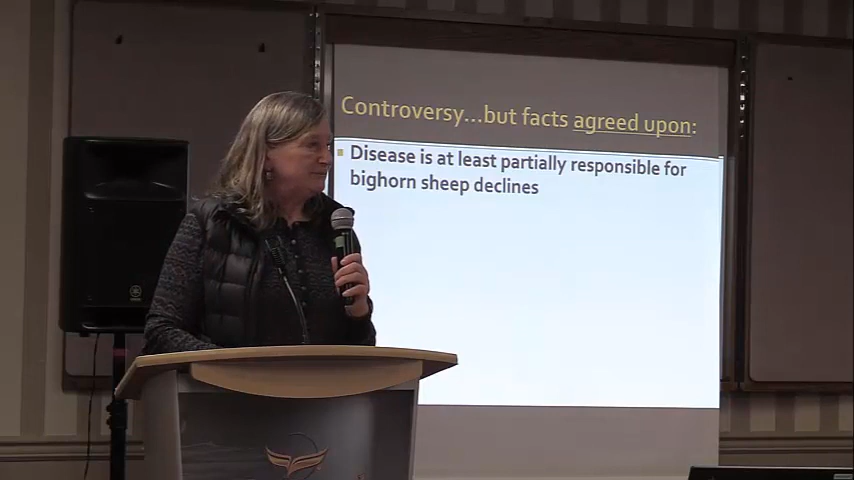 Controversy...but facts agreed upon:
Disease is at least partially responsible for
bighorn sheep declines